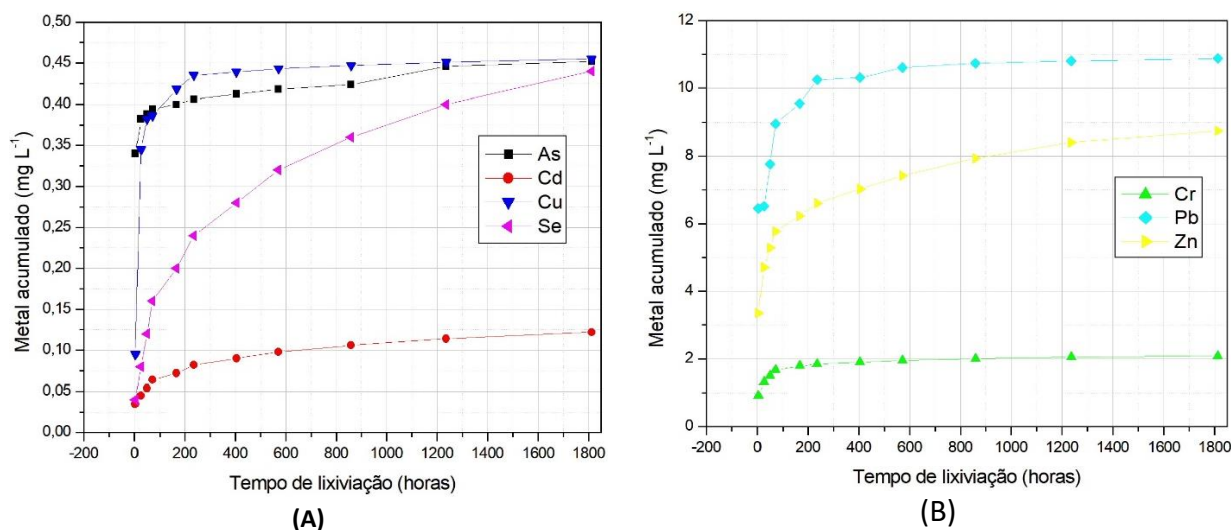 0,50
0,45
0,40
0,35
0,30
0,25
0,20
0,15
0,10
0,05
0,00
Metal acumulado (mg L⁻¹)
As
Cd
Cu
Se
-200 0 200 400 600 800 1000 1200 1400 1600 1800
Tempo de lixiviação (horas)
(A)
12
10
8
6
4
2
0
Metal acumulado (mg L⁻¹)
Cr
Pb
Zn
-200 0 200 400 600 800 1000 1200 1400 1600 1800
Tempo de lixiviação (horas)
(B)